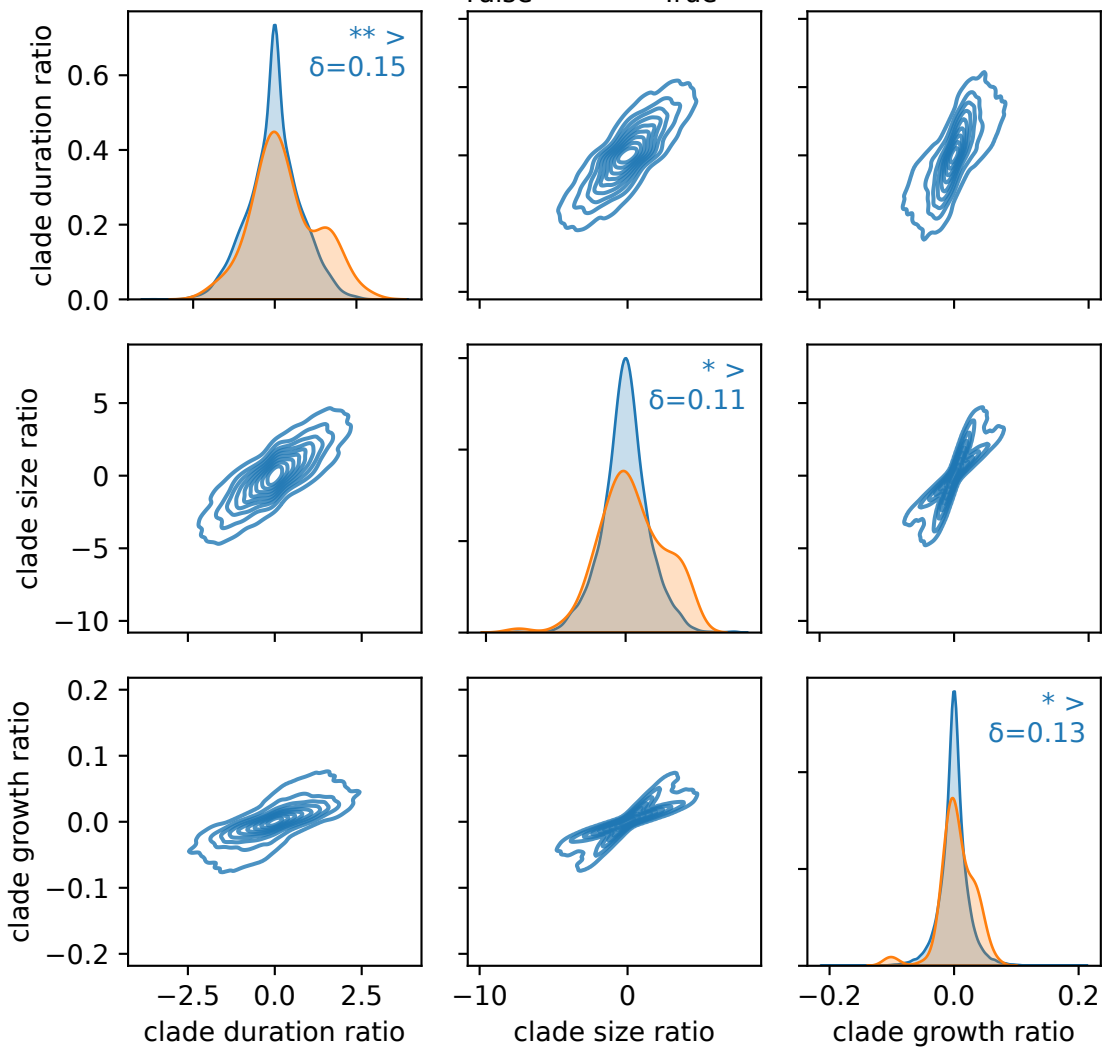 True
** >
δ=0.15
clade duration ratio
0.6
0.4
0.2
0.0
* >
δ=0.11
clade size ratio
5
0
−5
−10
* >
δ=0.13
clade growth ratio
0.2
0.1
0.0
−0.1
−0.2
−2.5 0.0 2.5
−10 0
−0.2 0.0 0.2
clade duration ratio
clade size ratio
clade growth ratio